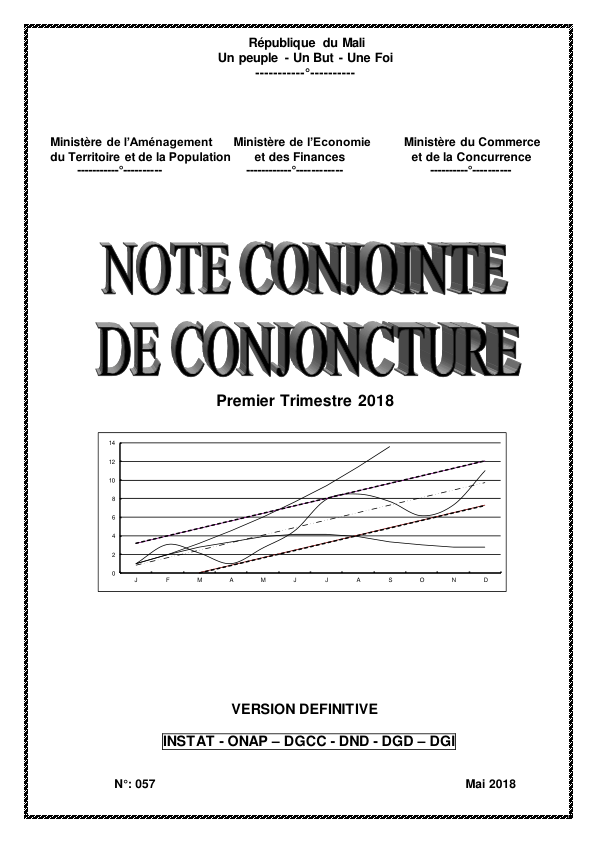 République du Mali
Un peuple - Un But - Une Foi
-----------°----------
Ministère de l'Aménagement Ministère de l'Economie Ministère du Commerce
du Territoire et de la Population et des Finances et de la Concurrence
-----------°---------- ------------°------------ ----------°----------
NOTE CONJOINTE
DE CONJONCTURE
Premier Trimestre 2018
14
12
10
8
6
4
2
0
J F M A M J J A S O N D
VERSION DEFINITIVE
INSTAT - ONAP – DGCC - DND - DGD – DGI
N°: 057 Mai 2018